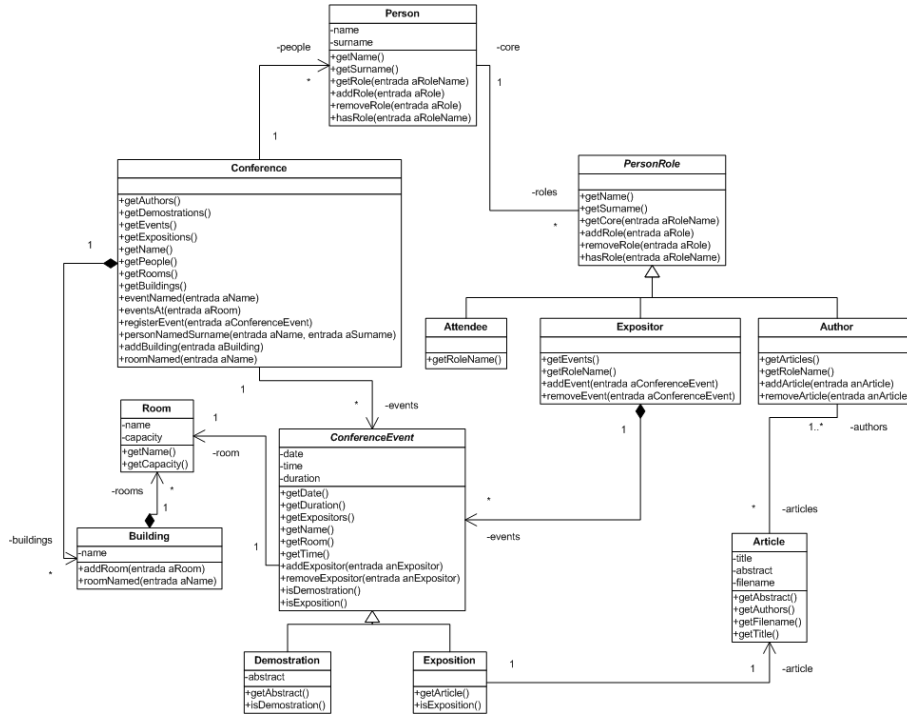 Person
-name
-surname
+getName()
+getSurname()
+getRole(entrada aRoleName)
+addRole(entrada aRole)
+removeRole(entrada aRole)
+hasRole(entrada aRoleName)
-people
*
1
-core
1
-roles
*
Conference
+getAuthors()
+getDemostrations()
+getEvents()
+getExpositions()
+getName()
+getPeople()
+getRooms()
+getBuildings()
+eventNamed(entrada aName)
+eventsAt(entrada aRoom)
+registerEvent(entrada aConferenceEvent)
+personNamedSurname(entrada aName, entrada aSurname)
+addBuilding(entrada aBuilding)
+roomNamed(entrada aName)
1
1
*
-events
PersonRole
+getName()
+getSurname()
+getCore(entrada aRoleName)
+addRole(entrada aRole)
+removeRole(entrada aRole)
+hasRole(entrada aRoleName)
Attendee
+getRoleName()
Expositor
+getEvents()
+getRoleName()
+addEvent(entrada aConferenceEvent)
+removeEvent(entrada aConferenceEvent)
1
*
-events
Author
+getArticles()
+getRoleName()
+addArticle(entrada anArticle)
+removeArticle(entrada anArticle)
1..*
-authors
*
-articles
Room
-name
-capacity
+getName()
+getCapacity()
1
-room
1
-rooms
*
1
-buildings
*
Building
-name
+addRoom(entrada aRoom)
+roomNamed(entrada aName)
ConferenceEvent
-date
-time
-duration
+getDate()
+getDuration()
+getExpositors()
+getName()
+getRoom()
+getTime()
+addExpositor(entrada anExpositor)
+removeExpositor(entrada anExpositor)
+isDemostration()
+isExposition()
Article
-title
-abstract
-filename
+getAbstract()
+getAuthors()
+getFilename()
+getTitle()
Demostration
-abstract
+getAbstract()
+isDemostration()
Exposition
+getArticle()
+isExposition()
1
1
-article